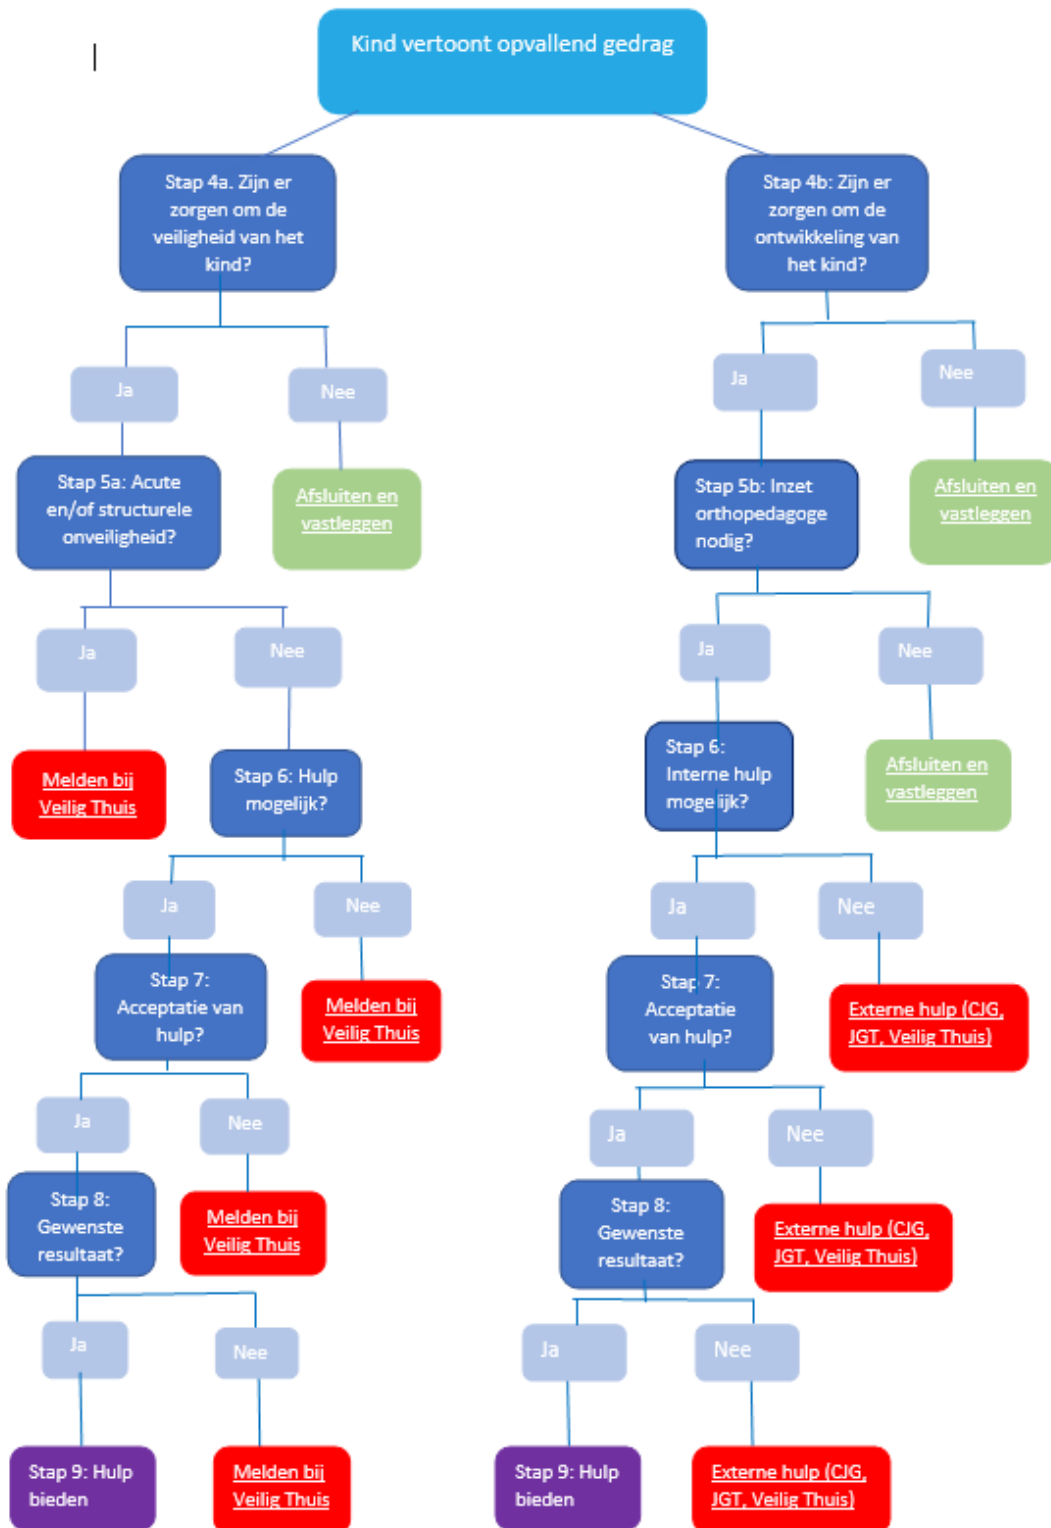 Kind vertoont opvallend gedrag
Stap 4a. Zijn er
zorgen om de
veiligheid van het
kind?
Stap 4b: Zijn er
zorgen om de
ontwikkeling van
het kind?
Ja
Nee
Ja
Nee
Stap 5a: Acute
en/of structurele
onveiligheid?
Afsluiten en
vastleggen
Stap 5b: Inzet
orthopedagoge
nodig?
Afsluiten en
vastleggen
Ja
Nee
Ja
Nee
Melden bij
Veilig Thuis
Stap 6: Hulp
mogelijk?
Stap 6:
Interne hulp
mogelijk?
Afsluiten en
vastleggen
Ja
Nee
Ja
Nee
Stap 7:
Acceptatie van
hulp?
Melden bij
Veilig Thuis
Stap 7:
Acceptatie
van hulp?
Externe hulp (CJG,
JGT, Veilig Thuis)
Ja
Nee
Ja
Nee
Stap 8:
Gewenste
resultaat?
Melden bij
Veilig Thuis
Stap 8:
Gewenste
resultaat?
Externe hulp (CJG,
JGT, Veilig Thuis)
Ja
Nee
Ja
Nee
Stap 9: Hulp
bieden
Melden bij
Veilig Thuis
Stap 9: Hulp
bieden
Externe hulp (CJG,
JGT, Veilig Thuis)